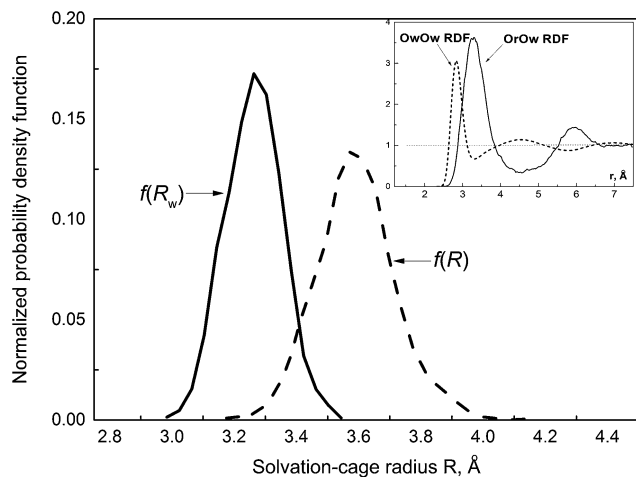 Normalized probability density function
0.20
0.15
0.10
0.05
0.00
f(Rw)
f(R)
OwOw RDF
OrOw RDF
4
3
2
1
0
2 3 4 5 6 7
r, Å
2.8 3.0 3.2 3.4 3.6 3.8 4.0 4.2 4.4
Solvation-cage radius R, Å